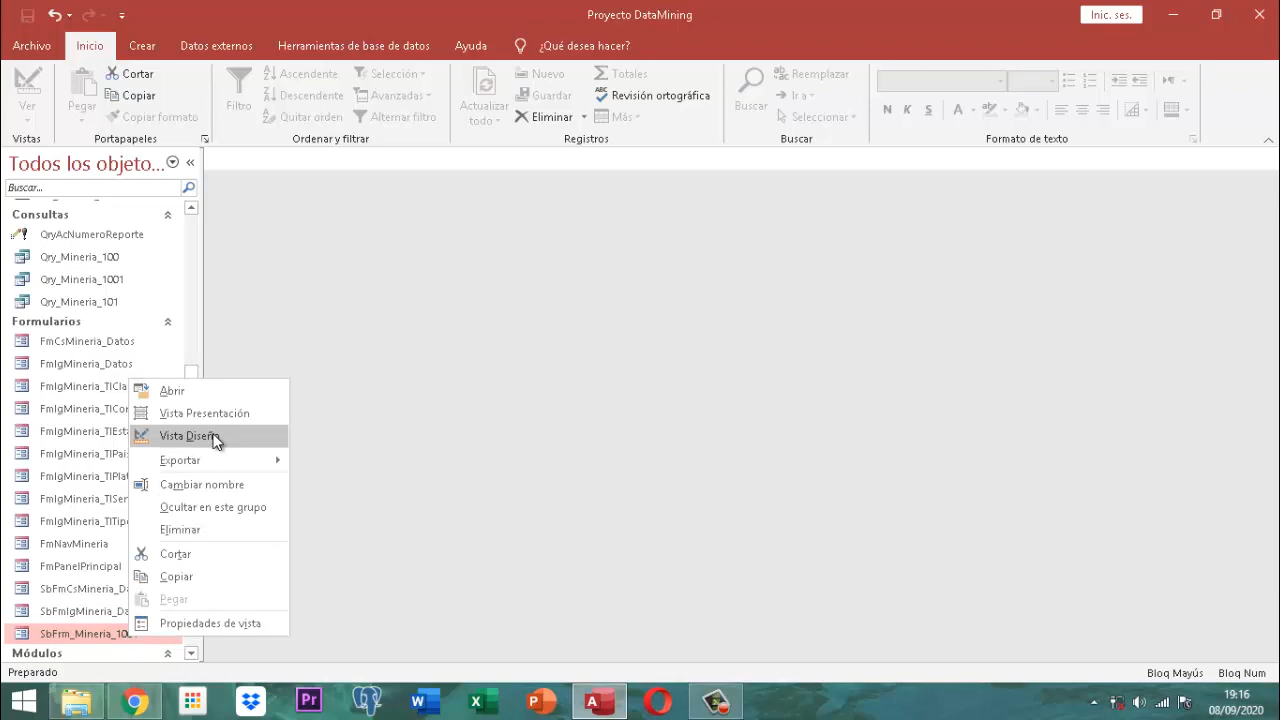 Proyecto DataMining
Inic. ses.
Archivo
Inicio
Crear
Datos externos
Herramientas de base de datos
Ayuda
¿Qué desea hacer?
Ver
Vistas
Pegar
Cortar
Copiar
Copiar formato
Portapapeles
Filtro
Ascendente
Descendente
Quitar orden
Selección
Avanzadas
Alternar filtro
Ordenar y filtrar
Actualizar
todo
Nuevo
Guardar
Eliminar
Totales
Revisión ortográfica
Más
Registros
Buscar
Reemplazar
Ir a
Seleccionar
Buscar
N K S
A
Formato de texto
Todos los objeto...
Buscar...
Consultas
QryAcNumeroReporte
Qry_Mineria_100
Qry_Mineria_1001
Qry_Mineria_101
Formularios
FmCsMineria_Datos
FmIgMineria_Datos
FmIgMineria_TlCla
FmIgMineria_TlCo
FmIgMineria_TlEsta
FmIgMineria_TlPai
FmIgMineria_TlPla
FmIgMineria_TlSer
FmIgMineria_TlTip
FmNavMineria
FmPanelPrincipal
SbFmCsMineria_Da
SbFmIgMineria_Da
SbFrm_Mineria_10
Módulos
Abrir
Vista Presentación
Vista Diseño
Exportar
Cambiar nombre
Ocultar en este grupo
Eliminar
Cortar
Copiar
Pegar
Propiedades de vista
Preparado
Bloq Mayús
Bloq Num
Pr
W
X
P
A
19:16
08/09/2020